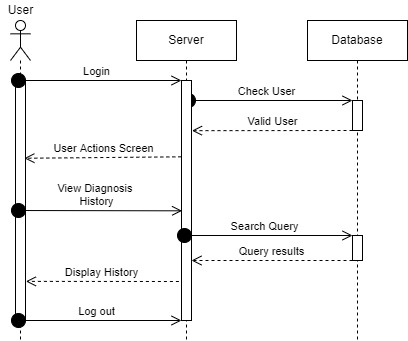 User
Server
Database
Login
Check User
Valid User
User Actions Screen
View Diagnosis
History
Search Query
Query results
Display History
Log out